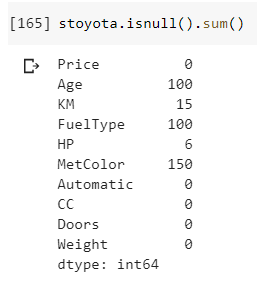 [165] stoyota.isnull().sum()
Price 0
Age 100
KM 15
FuelType 100
HP 6
MetColor 150
Automatic 0
CC 0
Doors 0
Weight 0
dtype: int64